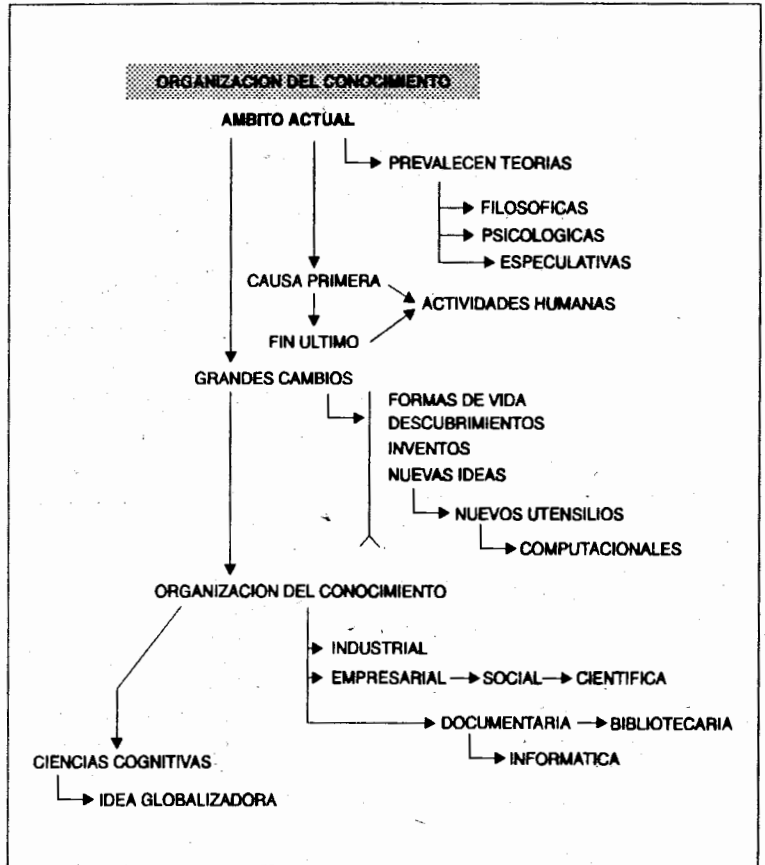 ORGANIZACION DEL CONOCIMIENTO
AMBITO ACTUAL
PREVALECEN TEORIAS
FILOSOFICAS
PSICOLOGICAS
ESPECULATIVAS
CAUSA PRIMERA
ACTIVIDADES HUMANAS
FIN ULTIMO
GRANDES CAMBIOS
FORMAS DE VIDA
DESCUBRIMIENTOS
INVENTOS
NUEVAS IDEAS
NUEVOS UTENSILIOS
COMPUTACIONALES
ORGANIZACION DEL CONOCIMIENTO
INDUSTRIAL
EMPRESARIAL SOCIAL CIENTIFICA
DOCUMENTARIA BIBLIOTECARIA
INFORMATICA
CIENCIAS COGNITIVAS
IDEA GLOBALIZADORA